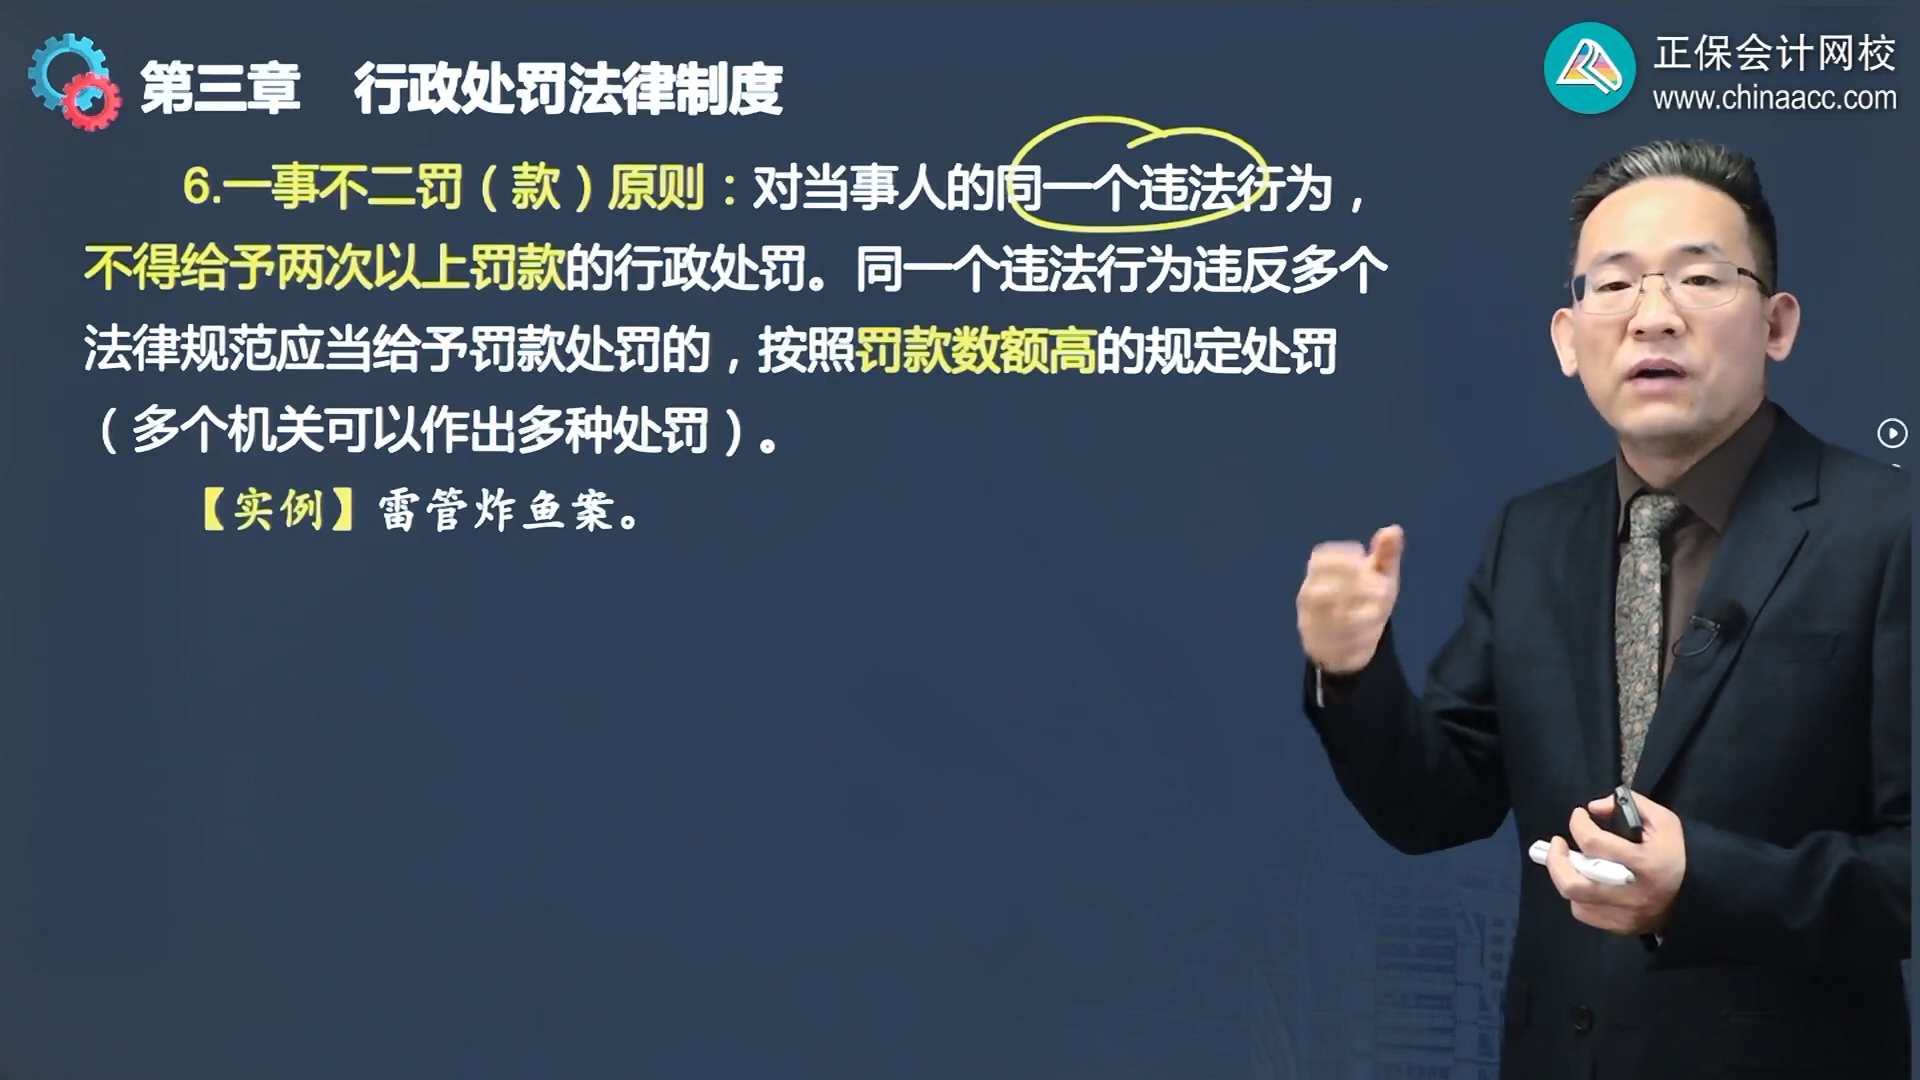 正保会计网校
www.chinaacc.com
第三章 行政处罚法律制度
6.一事不二罚（款）原则：对当事人的同一个违法行为，
不得给予两次以上罚款的行政处罚。同一个违法行为违反多个
法律规范应当给予罚款处罚的，按照罚款数额高的规定处罚
（多个机关可以作出多种处罚）。
【实例】雷管炸鱼案。